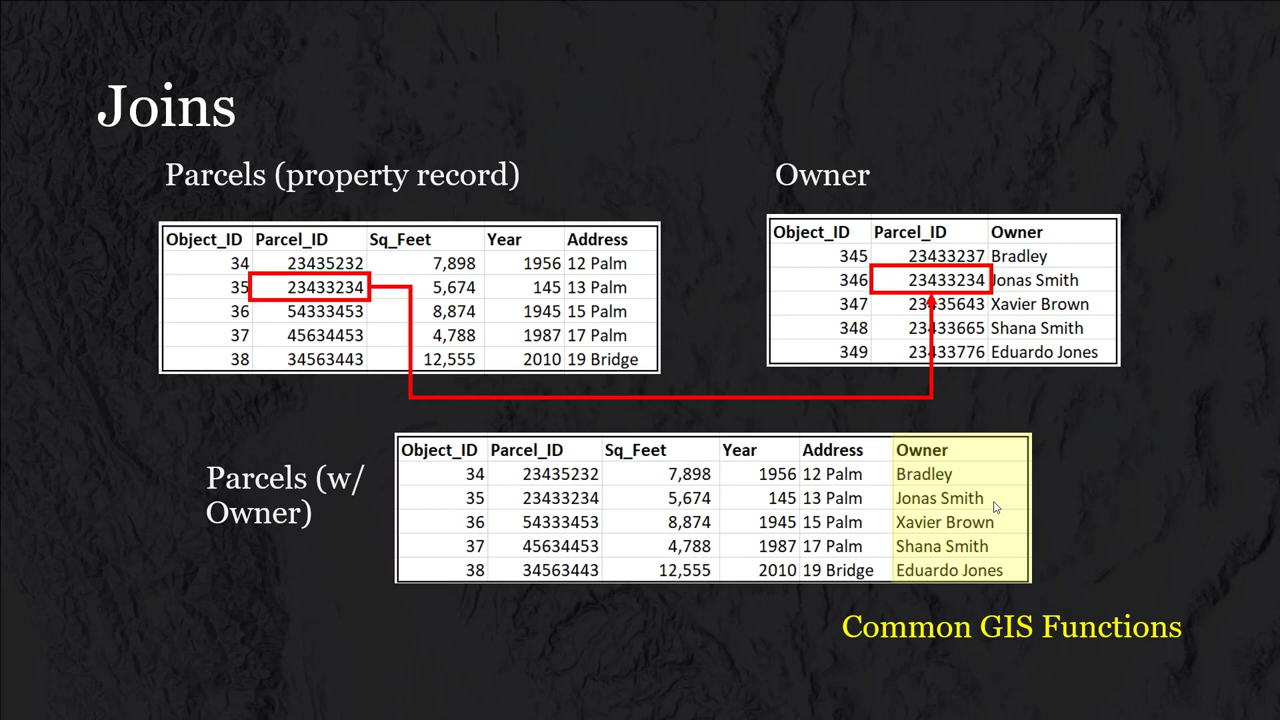 Joins
Parcels (property record)
Owner
Object_ID Parcel_ID Sq_Feet Year Address
34 23435232 7,898 1956 12 Palm
35 23433234 5,674 145 13 Palm
36 54333453 8,874 1945 15 Palm
37 45634453 4,788 1987 17 Palm
38 34563443 12,555 2010 19 Bridge
Object_ID Parcel_ID Owner
345 23433237 Bradley
346 23433234 Jonas Smith
347 23435643 Xavier Brown
348 23433665 Shana Smith
349 23433776 Eduardo Jones
Parcels (w/
Owner)
Object_ID Parcel_ID Sq_Feet Year Address Owner
34 23435232 7,898 1956 12 Palm Bradley
35 23433234 5,674 145 13 Palm Jonas Smith
36 54333453 8,874 1945 15 Palm Xavier Brown
37 45634453 4,788 1987 17 Palm Shana Smith
38 34563443 12,555 2010 19 Bridge Eduardo Jones
Common GIS Functions